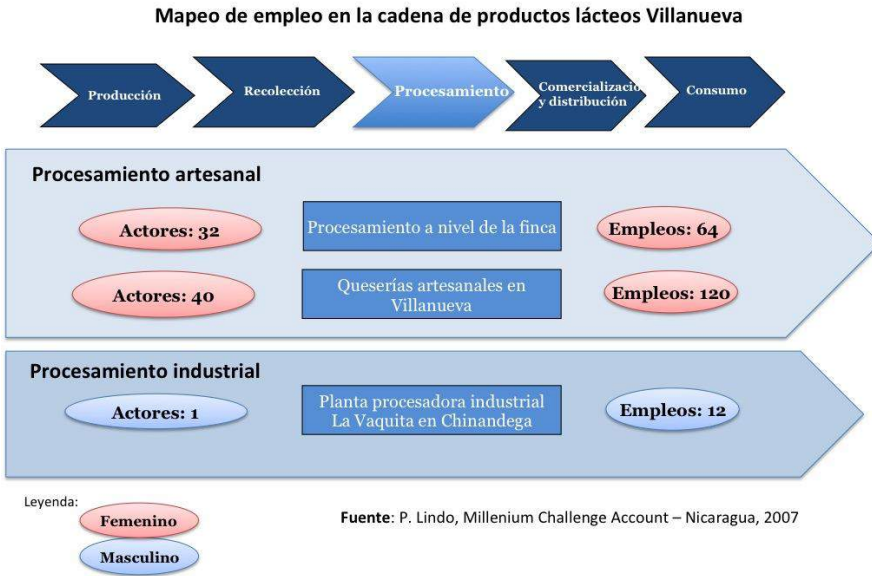 Mapeo de empleo en la cadena de productos lácteos Villanueva
Producción
Recolección
Procesamiento
Comercializacio
y distribución
Consumo
Procesamiento artesanal
Actores: 32
Procesamiento a nivel de la finca
Empleos: 64
Actores: 40
Queserías artesanales en
Villanueva
Empleos: 120
Procesamiento industrial
Actores: 1
Planta procesadora industrial
La Vaquita en Chinandega
Empleos: 12
Leyenda:
Femenino
Masculino
Fuente: P. Lindo, Millenium Challenge Account – Nicaragua, 2007